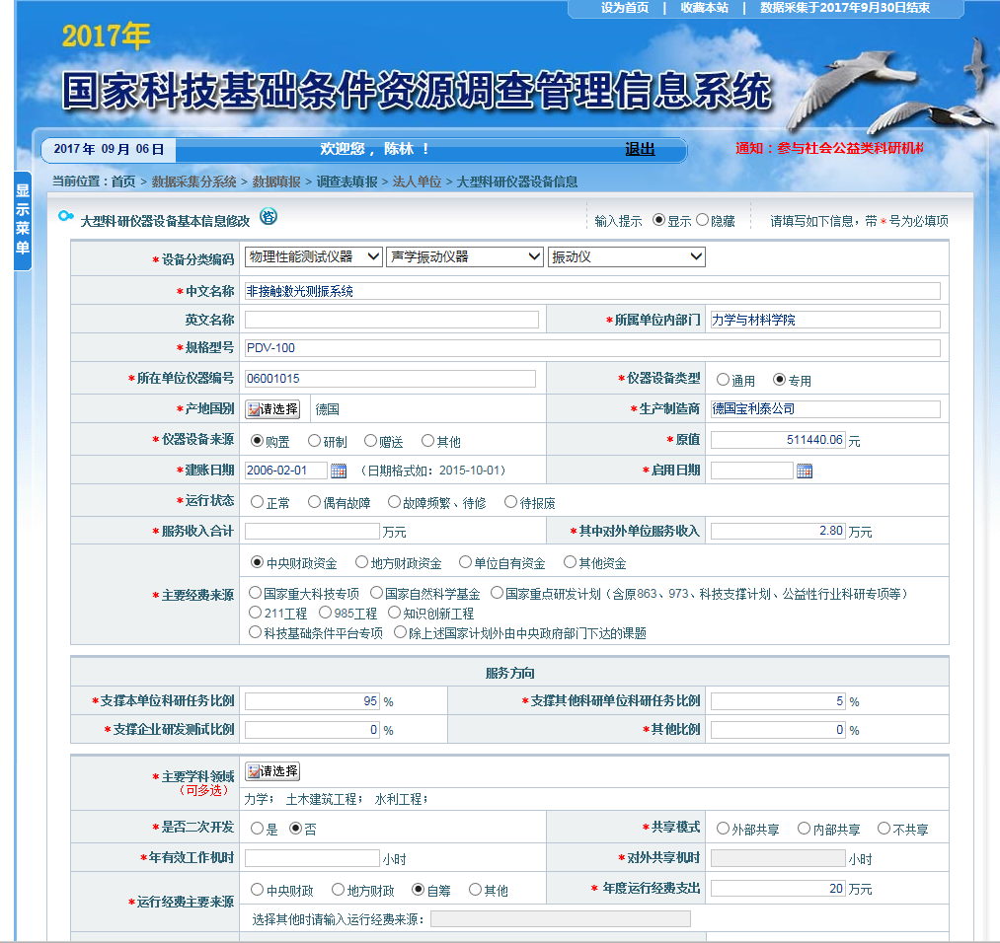 设为首页 | 收藏本站 | 数据采集于2017年9月30日结束
2017年
国家科技基础条件资源调查管理信息系统
2017 年 09 月 06 日 欢迎您，陈林 ！ 退出 通知：参与社会公益类科研机构
当前位置：首页 > 数据采集分系统 > 数据填报 > 调查表填报 > 法人单位 > 大型科研仪器设备信息
显示菜单
大型科研仪器设备基本信息修改 输入提示 显示 隐藏 请填写如下信息，带 * 号为必填项
*设备分类编码 物理性能测试仪器 声学振动仪器 振动仪
*中文名称 非接触激光测振系统
英文名称 *所属单位内部门 力学与材料学院
*规格型号 PDV-100
*所在单位仪器编号 06001015 *仪器设备类型 通用 专用
*产地国别 请选择 德国 *生产制造商 德国宝利泰公司
*仪器设备来源 购置 研制 赠送 其他 *原值 511440.06 元
*建账日期 2006-02-01 （日期格式如：2015-10-01） *启用日期
*运行状态 正常 偶有故障 故障频繁、待修 待报废
*服务收入合计 万元 *其中对外单位服务收入 2.80 万元
中央财政资金 地方财政资金 单位自有资金 其他资金
*主要经费来源 国家重大科技专项 国家自然科学基金 国家重点研发计划（含原863、973、科技支撑计划、公益性行业科研专项等）
211工程 985工程 知识创新工程
科技基础条件平台专项 除上述国家计划外由中央政府部门下达的课题
服务方向
*支撑本单位科研任务比例 95 % *支撑其他科研单位科研任务比例 5 %
*支撑企业研发测试比例 0 % *其他比例 0 %
*主要学科领域 请选择
（可多选）
力学； 土木建筑工程； 水利工程；
*是否二次开发 是 否 *共享模式 外部共享 内部共享 不共享
*年有效工作机时 小时 *对外共享机时 小时
*运行经费主要来源 中央财政 地方财政 自筹 其他 * 年度运行经费支出 20 万元
选择其他时请输入运行经费来源：